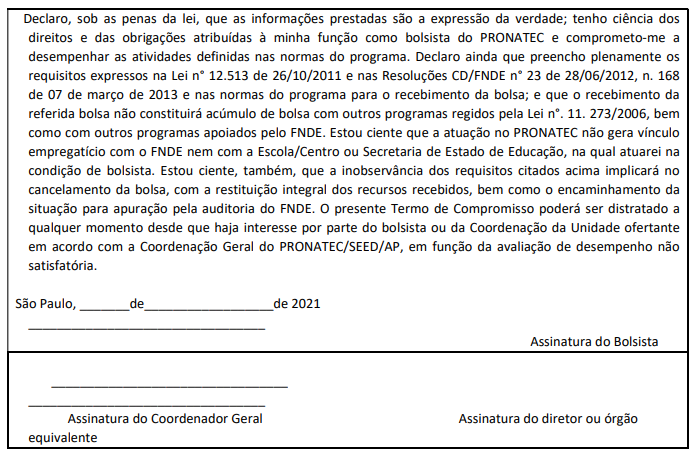 Declaro, sob as penas da lei, que as informações prestadas são a expressão da verdade; tenho ciência dos
direitos e das obrigações atribuídas à minha função como bolsista do PRONATEC e comprometo-me a
desempenhar as atividades definidas nas normas do programa. Declaro ainda que preencho plenamente os
requisitos expressos na Lei n° 12.513 de 26/10/2011 e nas Resoluções CD/FNDE n° 23 de 28/06/2012, n. 168
de 07 de março de 2013 e nas normas do programa para o recebimento da bolsa; e que o recebimento da
referida bolsa não constituirá acúmulo de bolsa com outros programas regidos pela Lei n°. 11. 273/2006, bem
como com outros programas apoiados pelo FNDE. Estou ciente que a atuação no PRONATEC não gera vínculo
empregatício com o FNDE nem com a Escola/Centro ou Secretaria de Estado de Educação, na qual atuarei na
condição de bolsista. Estou ciente, também, que a inobservância dos requisitos citados acima implicará no
cancelamento da bolsa, com a restituição integral dos recursos recebidos, bem como o encaminhamento da
situação para apuração pela auditoria do FNDE. O presente Termo de Compromisso poderá ser distratado a
qualquer momento desde que haja interesse por parte do bolsista ou da Coordenação da Unidade ofertante
em acordo com a Coordenação Geral do PRONATEC/SEED/AP, em função da avaliação de desempenho não
satisfatória.
São Paulo, _______de__________________de 2021
_________________________________
Assinatura do Bolsista
_________________________________
_________________________________
Assinatura do Coordenador Geral Assinatura do diretor ou órgão
equivalente